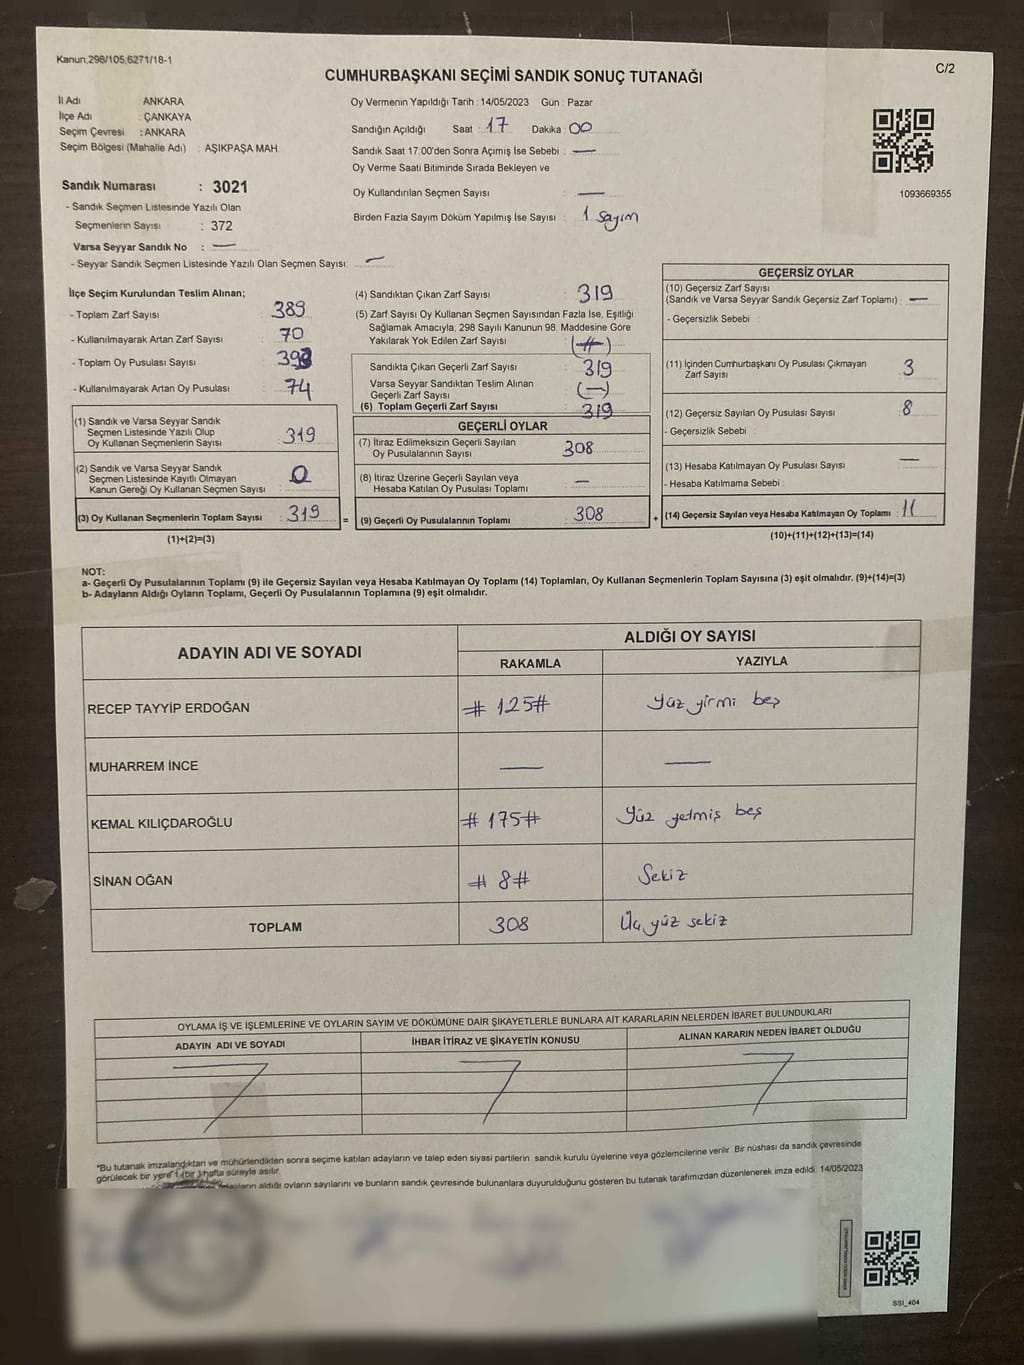 Kanun;298/105;6271/18-1
C/2
CUMHURBAŞKANI SEÇİMİ SANDIK SONUÇ TUTANAĞI
İl Adı ANKARA
İlçe Adı : ÇANKAYA
Seçim Çevresi : ANKARA
Seçim Bölgesi (Mahalle Adı) : AŞIKPAŞA MAH.
Sandık Numarası : 3021
- Sandık Seçmen Listesinde Yazılı Olan
Seçmenlerin Sayısı : 372
Varsa Seyyar Sandık No : —
- Seyyar Sandık Seçmen Listesinde Yazılı Olan Seçmen Sayısı: —
Oy Vermenin Yapıldığı Tarih : 14/05/2023 Gün : Pazar
Sandığın Açıldığı Saat : 17 Dakika : 00
Sandık Saat 17:00'den Sonra Açımış İse Sebebi : —
Oy Verme Saati Bitiminde Sırada Bekleyen ve
Oy Kullandırılan Seçmen Sayısı : —
Birden Fazla Sayım Döküm Yapılmış İse Sayısı : 1 sayım
1093669355
İlçe Seçim Kurulundan Teslim Alınan;
- Toplam Zarf Sayısı : 389
- Kullanılmayarak Artan Zarf Sayısı : 70
- Toplam Oy Pusulası Sayısı : 393
- Kullanılmayarak Artan Oy Pusulası : 74
(1) Sandık ve Varsa Seyyar Sandık
Seçmen Listesinde Yazılı Olup
Oy Kullanan Seçmenlerin Sayısı : 319
(2) Sandık ve Varsa Seyyar Sandık
Seçmen Listesinde Kayıtlı Olmayan
Kanun Gereği Oy Kullanan Seçmen Sayısı : 0
(3) Oy Kullanan Seçmenlerin Toplam Sayısı : 319
(1)+(2)=(3)
=
(4) Sandıktan Çıkan Zarf Sayısı : 319
(5) Zarf Sayısı Oy Kullanan Seçmen Sayısından Fazla İse, Eşitliği
Sağlamak Amacıyla; 298 Sayılı Kanunun 98. Maddesine Göre
Yakılarak Yok Edilen Zarf Sayısı :
Sandıkta Çıkan Geçerli Zarf Sayısı : 319
Varsa Seyyar Sandıktan Teslim Alınan
Geçerli Zarf Sayısı : (—)
(6) Toplam Geçerli Zarf Sayısı : 319
GEÇERLİ OYLAR
(7) İtiraz Edilmeksizin Geçerli Sayılan
Oy Pusulalarının Sayısı : 308
(8) İtiraz Üzerine Geçerli Sayılan veya
Hesaba Katılan Oy Pusulası Toplamı : —
(9) Geçerli Oy Pusulalarının Toplamı : 308
+
GEÇERSİZ OYLAR
(10) Geçersiz Zarf Sayısı
(Sandık ve Varsa Seyyar Sandık Geçersiz Zarf Toplamı) : —
- Geçersizlik Sebebi :
(11) İçinden Cumhurbaşkanı Oy Pusulası Çıkmayan
Zarf Sayısı : 3
(12) Geçersiz Sayılan Oy Pusulası Sayısı : 8
- Geçersizlik Sebebi :
(13) Hesaba Katılmayan Oy Pusulası Sayısı : —
- Hesaba Katılmama Sebebi :
(14) Geçersiz Sayılan veya Hesaba Katılmayan Oy Toplamı : 11
(10)+(11)+(12)+(13)=(14)
NOT:
a- Geçerli Oy Pusulalarının Toplamı (9) ile Geçersiz Sayılan veya Hesaba Katılmayan Oy Toplamı (14) Toplamları, Oy Kullanan Seçmenlerin Toplam Sayısına (3) eşit olmalıdır. (9)+(14)=(3)
b- Adayların Aldığı Oyların Toplamı, Geçerli Oy Pusulalarının Toplamına (9) eşit olmalıdır.
ADAYIN ADI VE SOYADI ALDIĞI OY SAYISI
RAKAMLA YAZIYLA
RECEP TAYYİP ERDOĞAN # 125# Yüz yirmi beş
MUHARREM İNCE — —
KEMAL KILIÇDAROĞLU # 175# Yüz yetmiş beş
SİNAN OĞAN # 8# Sekiz
TOPLAM 308 Üç yüz sekiz
OYLAMA İŞ VE İŞLEMLERİNE VE OYLARIN SAYIM VE DÖKÜMÜNE DAİR ŞİKAYETLERLE BUNLARA AİT KARARLARIN NELERDEN İBARET BULUNDUKLARI
ADAYIN ADI VE SOYADI İHBAR İTİRAZ VE ŞİKAYETİN KONUSU ALINAN KARARIN NEDEN İBARET OLDUĞU
*Bu tutanak imzalandıktan ve mühürlendikten sonra seçime katılan adayların ve talep eden siyasi partilerin sandık kurulu üyelerine veya gözlemcilerine verilir. Bir nüshası da sandık çevresinde
görülecek bir yere 1 (bir) hafta süreyle asılır.
aldığı oyların sayılarını ve bunların sandık çevresinde bulunanlara duyurulduğunu gösteren bu tutanak tarafımızdan düzenlenerek imza edildi. 14/05/2023
SSI_404